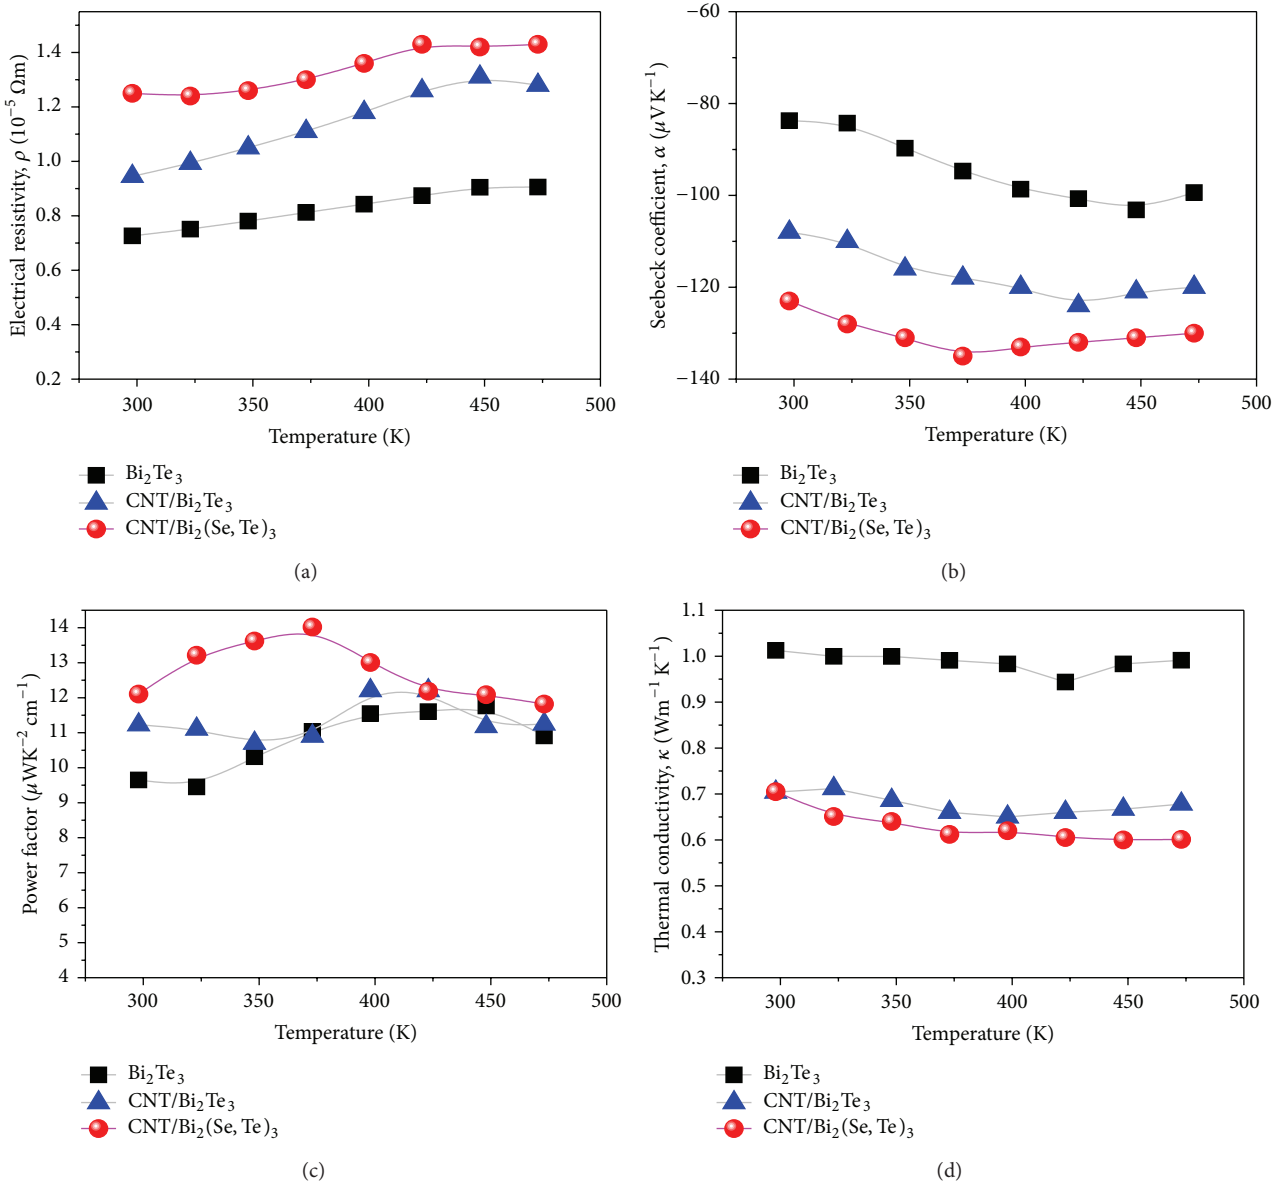 1.4
1.2
1.0
0.8
0.6
0.4
0.2
Electrical resistivity, ρ (10⁻⁵ Ωm)
300 350 400 450 500
Temperature (K)
Bi₂Te₃
CNT/Bi₂Te₃
CNT/Bi₂(Se, Te)₃
(a)
−60
−80
−100
−120
−140
Seebeck coefficient, α (μVK⁻¹)
300 350 400 450 500
Temperature (K)
Bi₂Te₃
CNT/Bi₂Te₃
CNT/Bi₂(Se, Te)₃
(b)
14
13
12
11
10
9
8
7
6
5
4
Power factor (μWK⁻² cm⁻¹)
300 350 400 450 500
Temperature (K)
Bi₂Te₃
CNT/Bi₂Te₃
CNT/Bi₂(Se, Te)₃
(c)
1.1
1.0
0.9
0.8
0.7
0.6
0.5
0.4
0.3
Thermal conductivity, κ (Wm⁻¹ K⁻¹)
300 350 400 450 500
Temperature (K)
Bi₂Te₃
CNT/Bi₂Te₃
CNT/Bi₂(Se, Te)₃
(d)